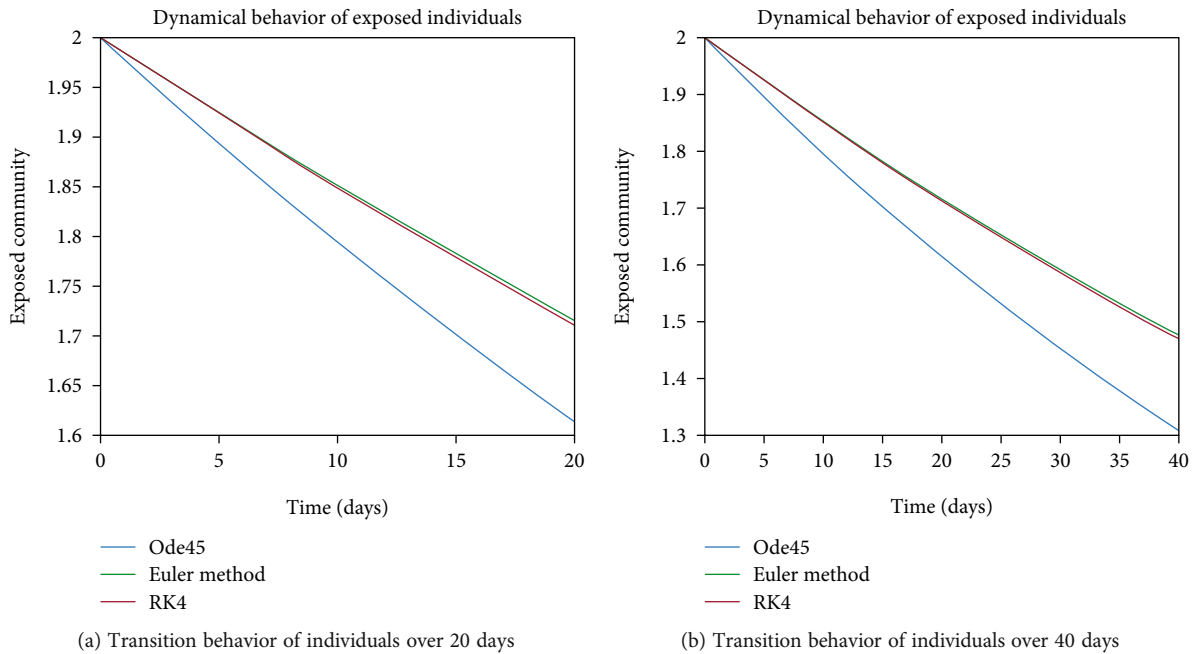 Dynamical behavior of exposed individuals
2
1.95
1.9
1.85
1.8
1.75
1.7
1.65
1.6
Exposed community
0 5 10 15 20
Time (days)
Ode45
Euler method
RK4
(a) Transition behavior of individuals over 20 days
Dynamical behavior of exposed individuals
2
1.9
1.8
1.7
1.6
1.5
1.4
1.3
Exposed community
0 5 10 15 20 25 30 35 40
Time (days)
Ode45
Euler method
RK4
(b) Transition behavior of individuals over 40 days